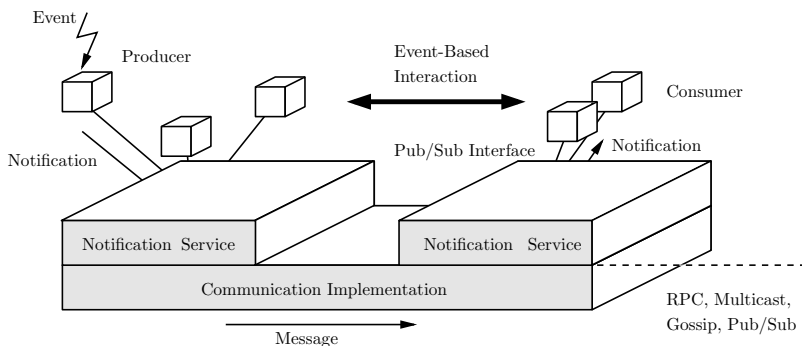 Event
Producer
Event-Based
Interaction
Consumer
Notification
Pub/Sub Interface
Notification
Notification Service
Notification Service
Communication Implementation
RPC, Multicast,
Gossip, Pub/Sub
Message